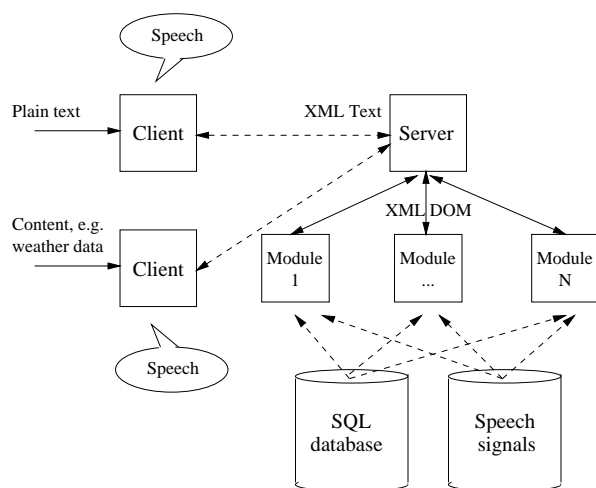 Speech
Plain text
Client
XML Text
Server
Content, e.g.
weather data
Client
XML DOM
Module
1
Module
...
Module
N
Speech
SQL
database
Speech
signals